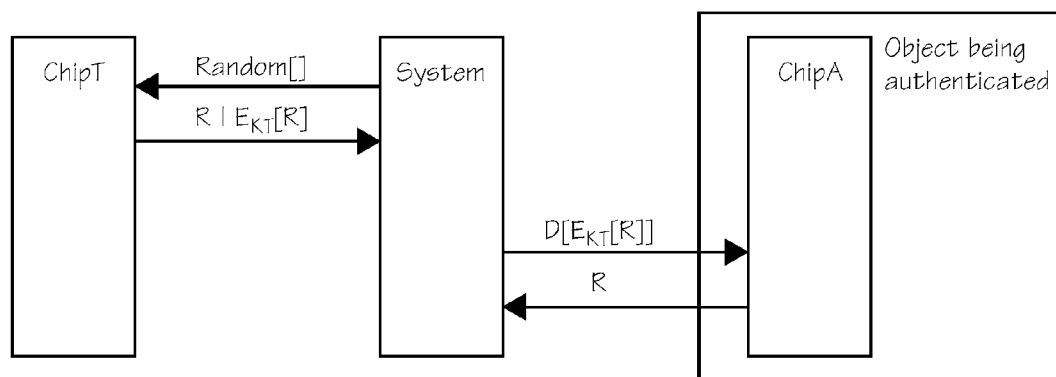 ChipT
System
ChipA
Object being
authenticated
Random[]
R | E_KT[R]
D[E_KT[R]]
R